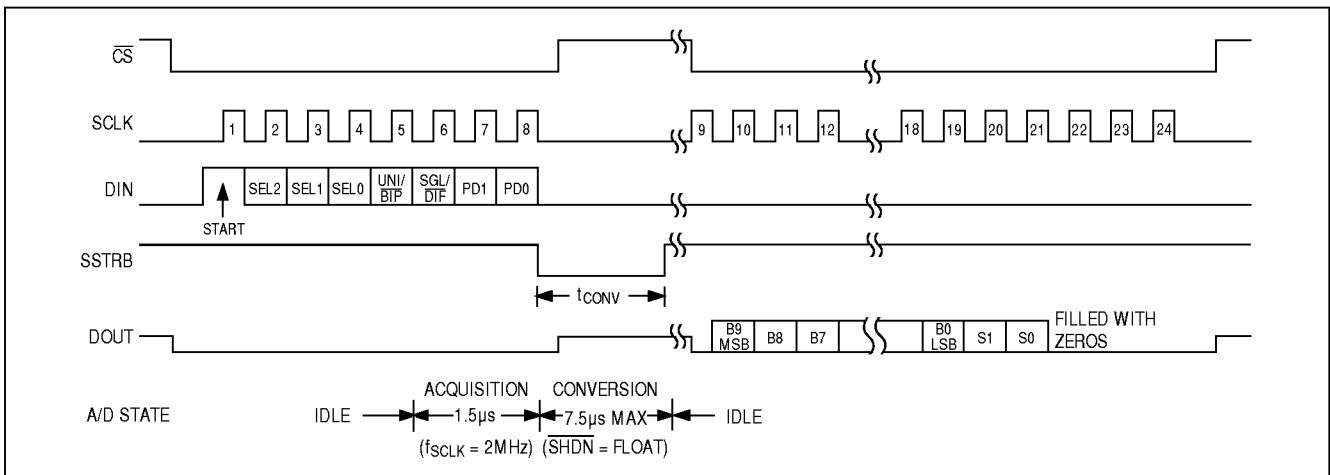 CS
SCLK
1 2 3 4 5 6 7 8 9 10 11 12 18 19 20 21 22 23 24
DIN
SEL2 SEL1 SEL0 UNI/BIP SGL/DIF PD1 PD0
START
SSTRB
tCONV
DOUT
B9 MSB B8 B7 B0 LSB S1 S0 FILLED WITH ZEROS
ACQUISITION CONVERSION
A/D STATE IDLE 1.5µs 7.5µs MAX IDLE
(fSCLK = 2MHz) (SHDN = FLOAT)